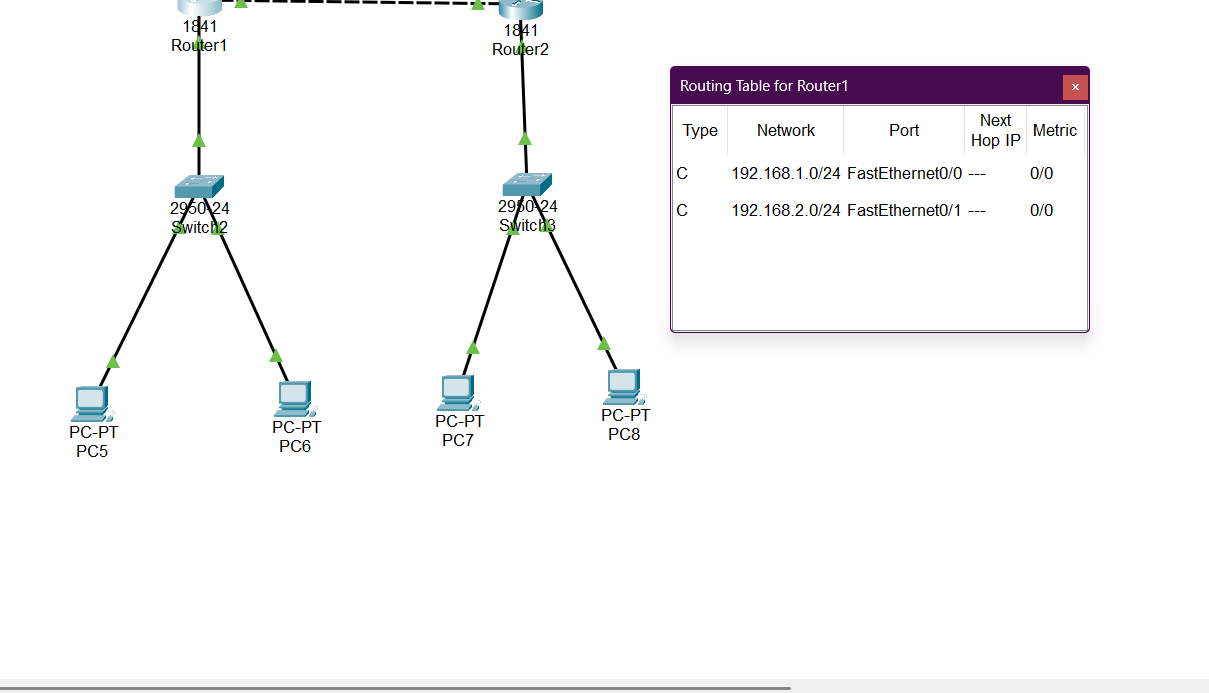 1841
Router1
1841
Router2
2950-24
Switch2
2950-24
Switch3
PC-PT
PC5
PC-PT
PC6
PC-PT
PC7
PC-PT
PC8
Routing Table for Router1
Type Network Port Next Hop IP Metric
C 192.168.1.0/24 FastEthernet0/0 --- 0/0
C 192.168.2.0/24 FastEthernet0/1 --- 0/0